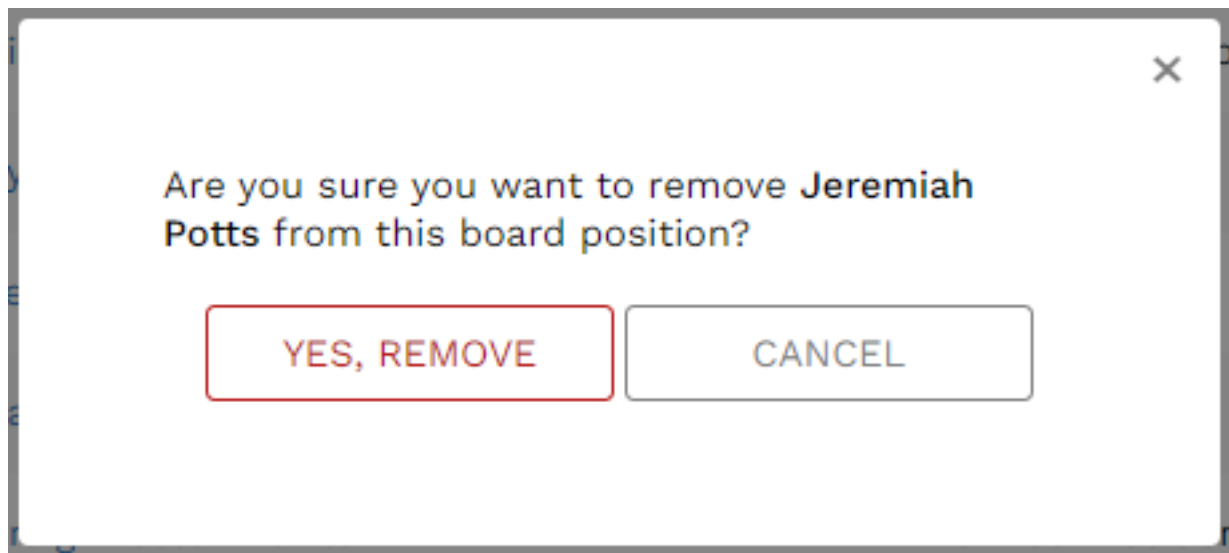 ×
Are you sure you want to remove Jeremiah
Potts from this board position?
YES, REMOVE
CANCEL